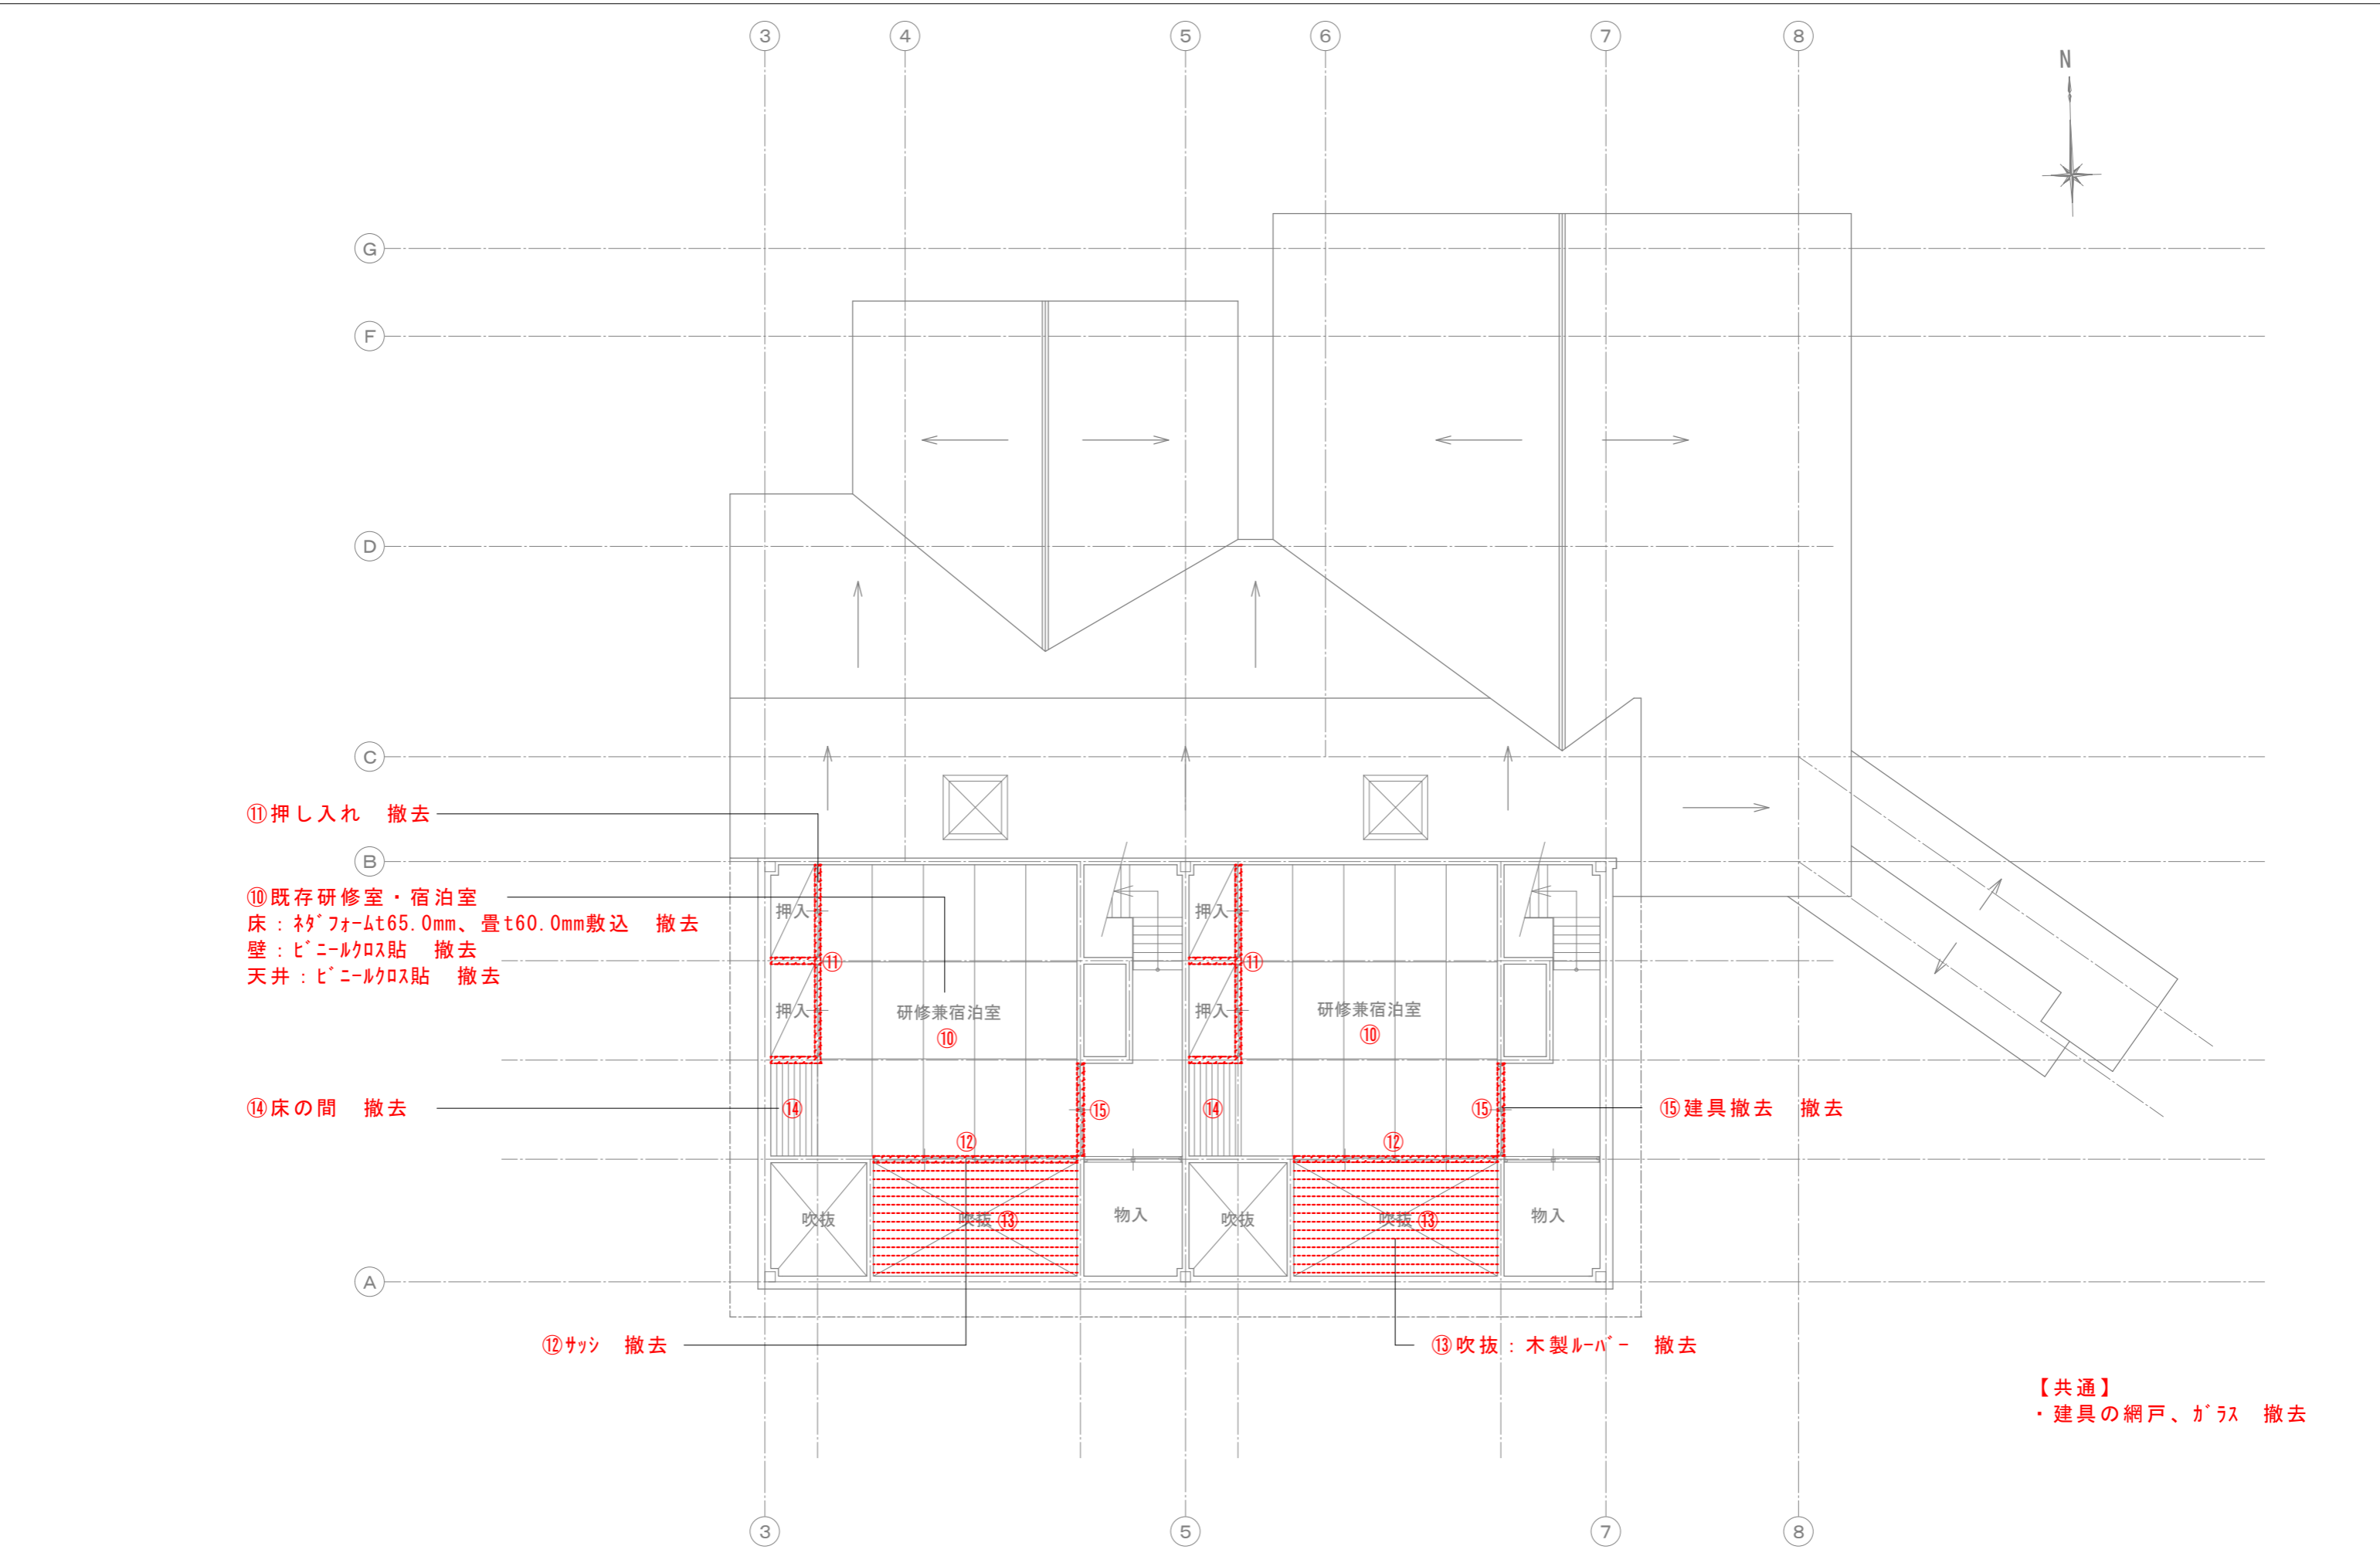 3 4 5 6 7 8
N
G
F
D
C
⑪押し入れ 撤去
B
⑩既存研修室・宿泊室
床：ネダフォームt65.0mm、畳t60.0mm敷込 撤去
壁：ビニールクロス貼 撤去
天井：ビニールクロス貼 撤去
押入 押入
⑪ ⑪
押入 押入
研修兼宿泊室 研修兼宿泊室
⑩ ⑩
⑭床の間 撤去
⑭ ⑮ ⑭ ⑮
⑮建具撤去 撤去
⑫ ⑫
吹抜 吹抜⑬ 物入 吹抜 吹抜⑬ 物入
A
⑫サッシ 撤去
⑬吹抜：木製ルーバー 撤去
【共通】
・建具の網戸、ガラス 撤去
3 5 7 8